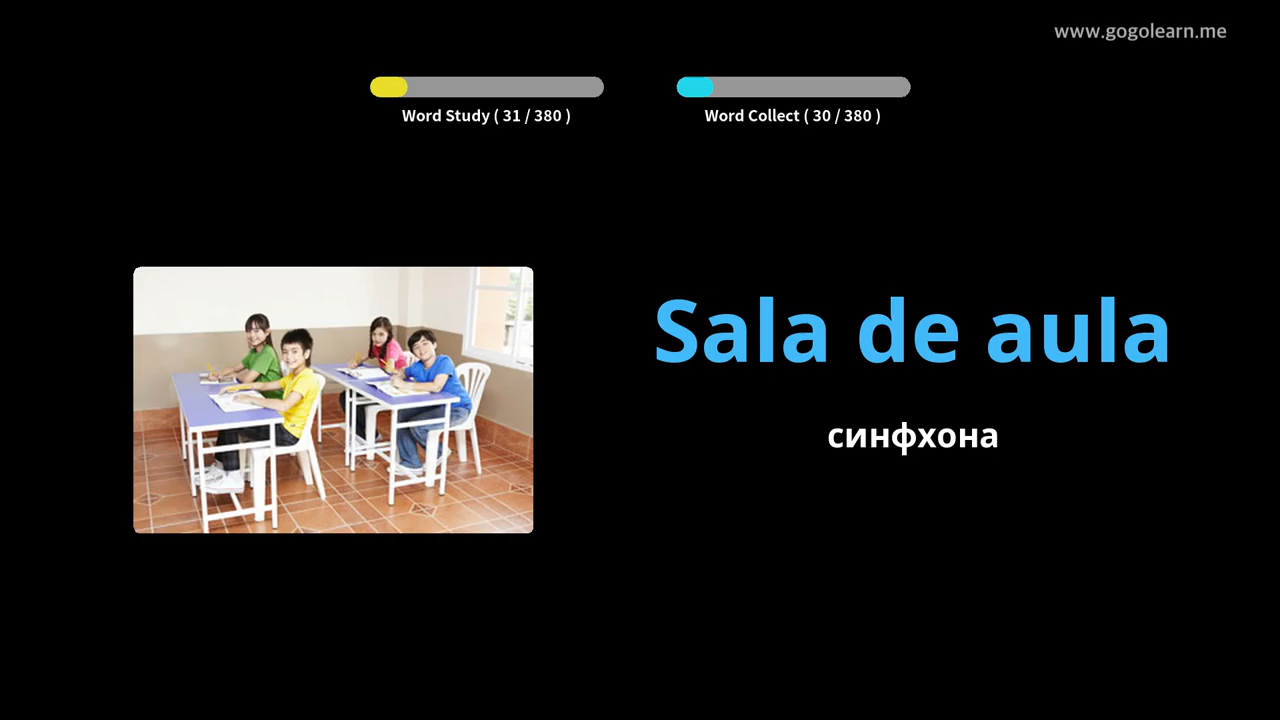 www.gogolearn.me
Word Study ( 31 / 380 )
Word Collect ( 30 / 380 )
Sala de aula
синфхона